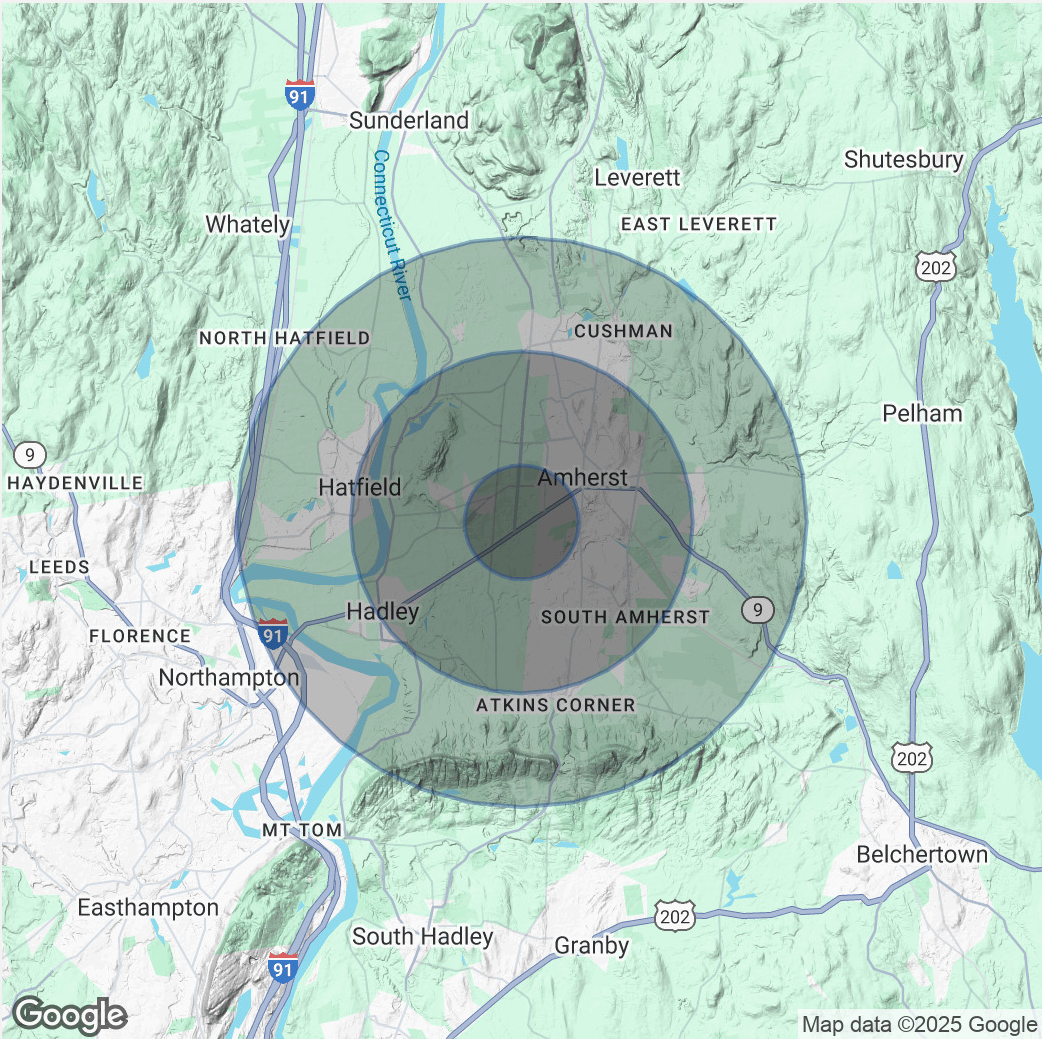 91
Sunderland
Shutesbury
Leverett
Connecticut River
Whately
EAST LEVERETT
202
CUSHMAN
NORTH HATFIELD
Pelham
9
HAYDENVILLE
Amherst
Hatfield
LEEDS
Hadley
SOUTH AMHERST
9
FLORENCE
91
Northampton
ATKINS CORNER
202
MT TOM
Belchertown
Easthampton
202
South Hadley
Granby
91
Google
Map data ©2025 Google